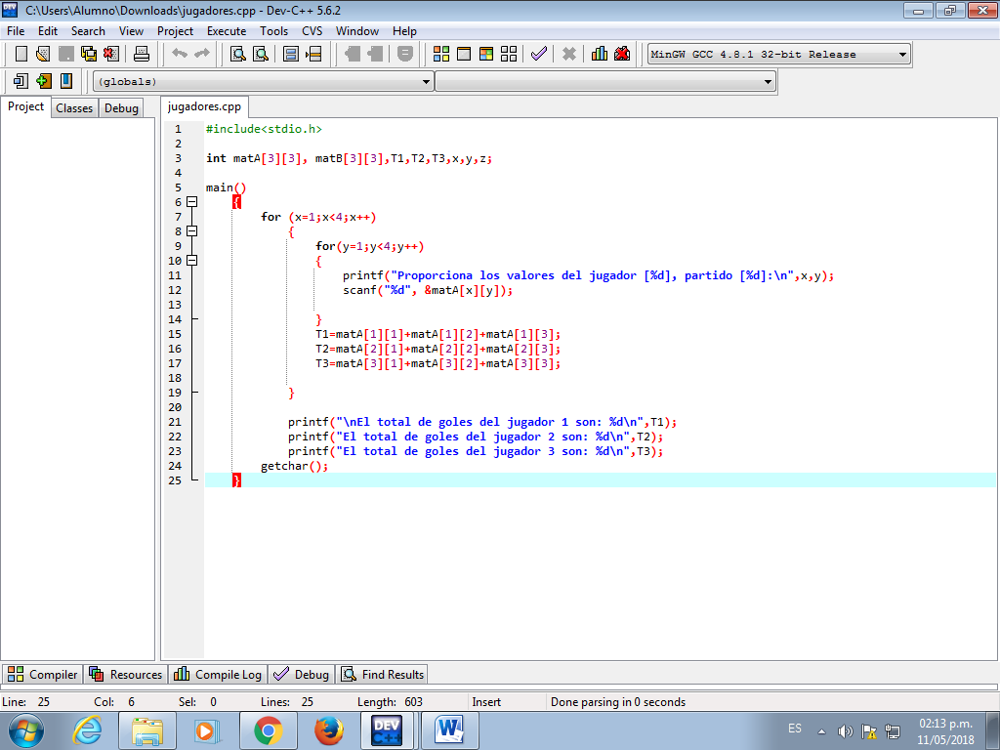 C:\Users\Alumno\Downloads\jugadores.cpp - Dev-C++ 5.6.2
File Edit Search View Project Execute Tools CVS Window Help
MinGW GCC 4.8.1 32-bit Release
(globals)
Project Classes Debug
jugadores.cpp
1 #include<stdio.h>
2
3 int matA[3][3], matB[3][3],T1,T2,T3,x,y,z;
4
5 main()
6 {
7 for (x=1;x<4;x++)
8 {
9 for(y=1;y<4;y++)
10 {
11 printf("Proporciona los valores del jugador [%d], partido [%d]:\n",x,y);
12 scanf("%d", &matA[x][y]);
13
14 }
15 T1=matA[1][1]+matA[1][2]+matA[1][3];
16 T2=matA[2][1]+matA[2][2]+matA[2][3];
17 T3=matA[3][1]+matA[3][2]+matA[3][3];
18
19 }
20
21 printf("\nEl total de goles del jugador 1 son: %d\n",T1);
22 printf("El total de goles del jugador 2 son: %d\n",T2);
23 printf("El total de goles del jugador 3 son: %d\n",T3);
24 getchar();
25 }
Compiler Resources Compile Log Debug Find Results
Line: 25 Col: 6 Sel: 0 Lines: 25 Length: 603 Insert Done parsing in 0 seconds
DEV C++ W ES 02:13 p.m.
11/05/2018